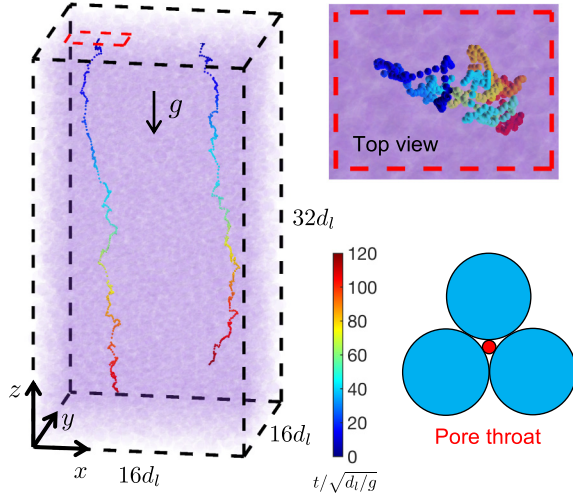 g
Top view
32d_l
z
y
x
16d_l
16d_l
120
100
80
60
40
20
0
t/√(d_l/g)
Pore throat